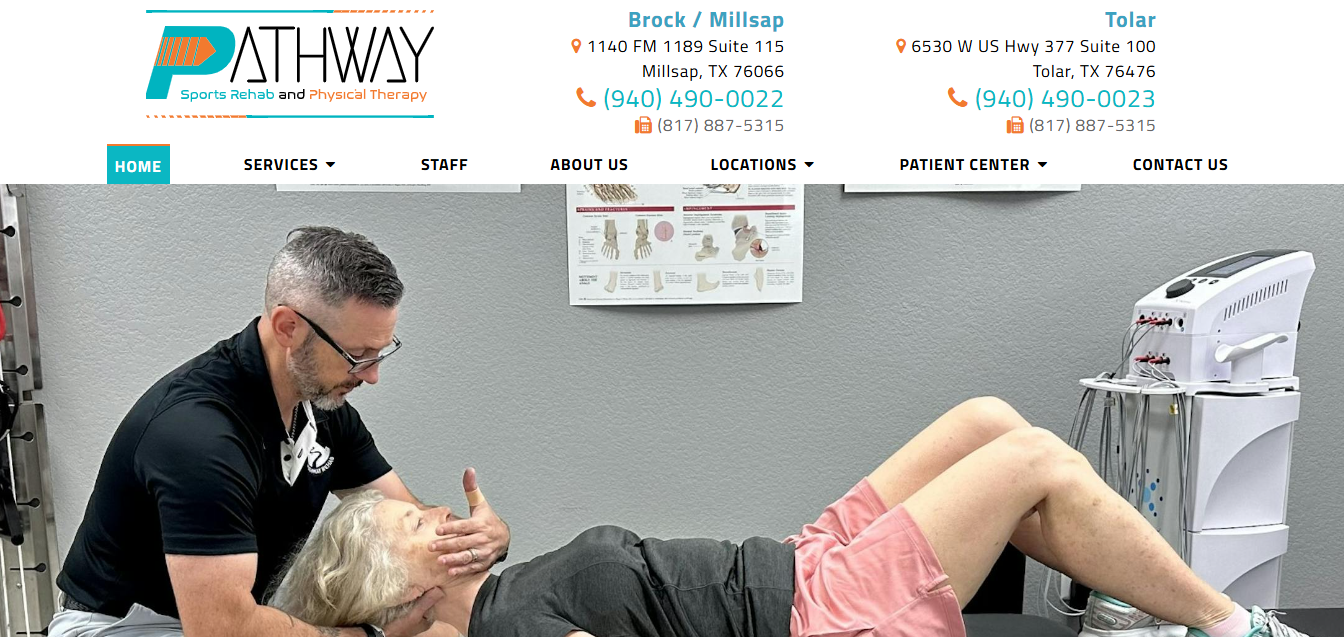 PATHWAY
Sports Rehab and Physical Therapy
Brock / Millsap
1140 FM 1189 Suite 115
Millsap, TX 76066
(940) 490-0022
(817) 887-5315
Tolar
6530 W US Hwy 377 Suite 100
Tolar, TX 76476
(940) 490-0023
(817) 887-5315
HOME
SERVICES
STAFF
ABOUT US
LOCATIONS
PATIENT CENTER
CONTACT US